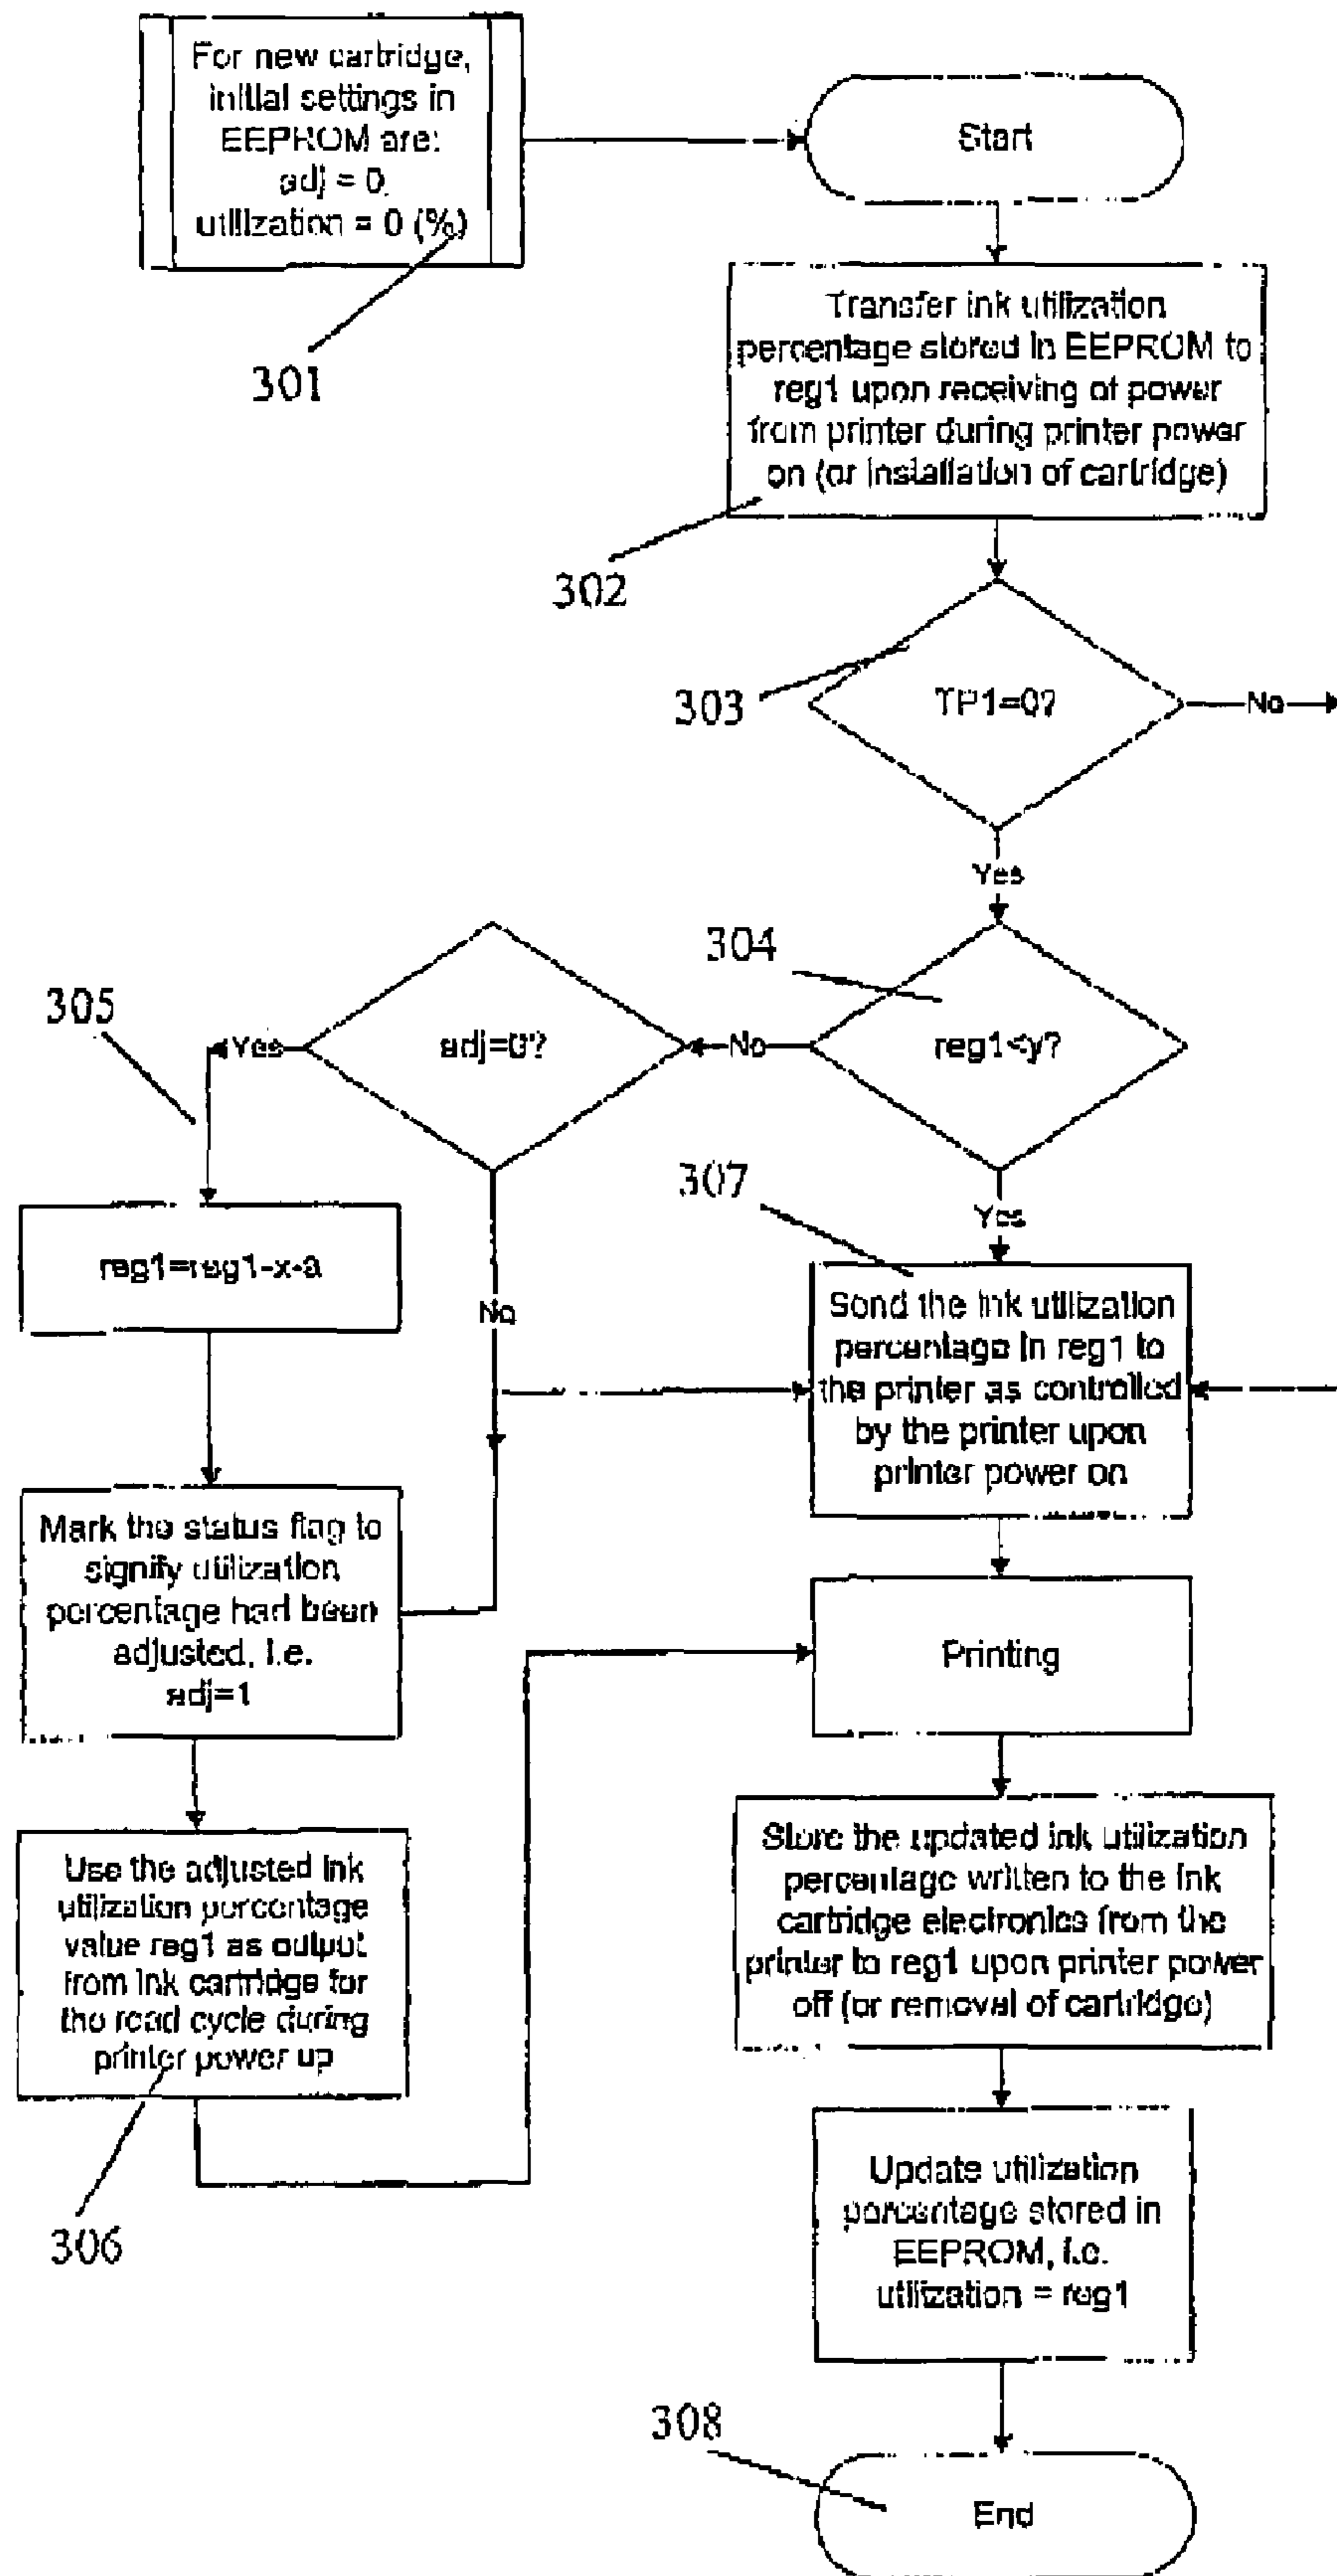 For new cartridge,
initial settings in
EEPROM are:
adj = 0,
utilization = 0 (%)
301
Start
Transfer ink utilization
percentage stored in EEPROM to
reg1 upon receiving of power
from printer during printer power
on (or installation of cartridge)
302
303
TP1=0?
No
Yes
304
reg1<y?
No
adj=0?
Yes
305
307
Yes
reg1=reg1-x-a
No
Send the ink utilization
percentage in reg1 to
the printer as controlled
by the printer upon
printer power on
Mark the status flag to
signify utilization
percentage had been
adjusted, i.e.
adj=1
Printing
Use the adjusted ink
utilization percentage
value reg1 as output
from ink cartridge for
the read cycle during
printer power up
306
Store the updated ink utilization
percentage written to the ink
cartridge electronics from the
printer to reg1 upon printer power
off (or removal of cartridge)
Update utilization
percentage stored in
EEPROM, i.e.
utilization = reg1
308
End